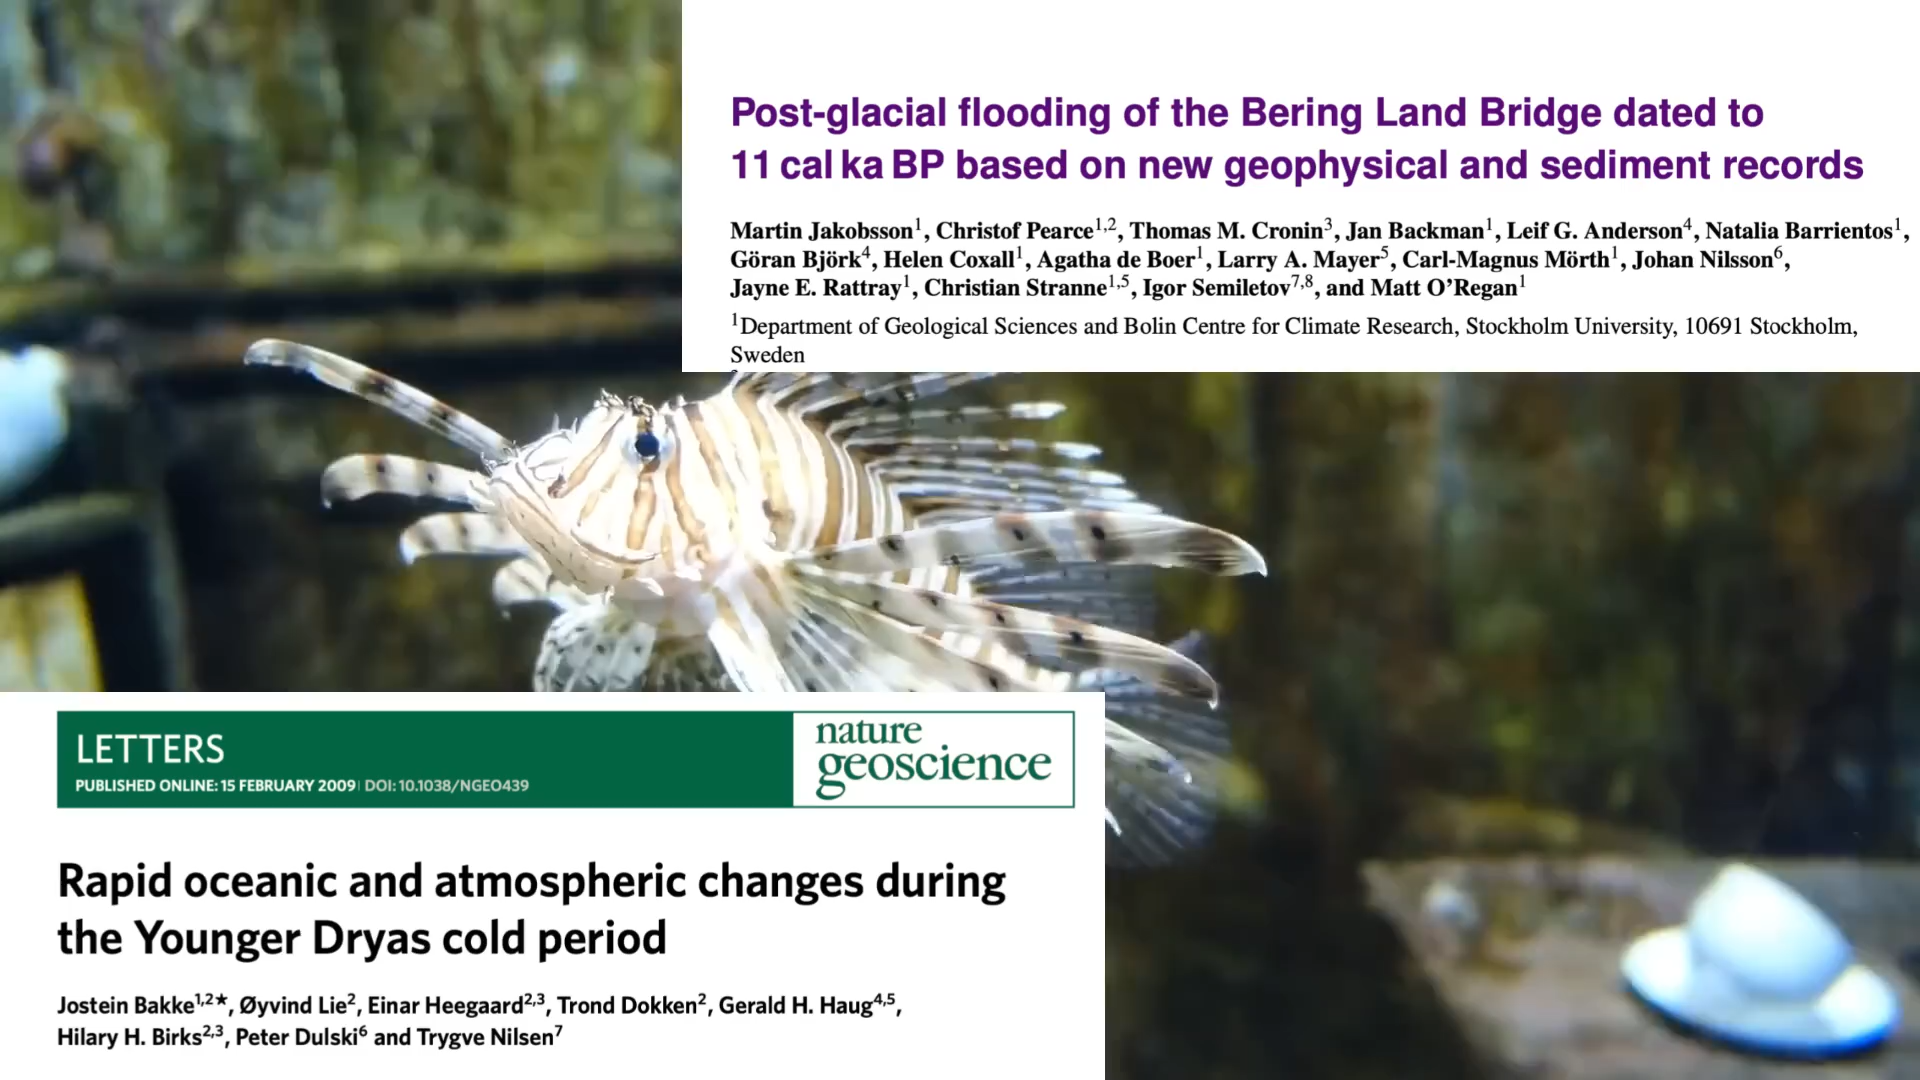 Post-glacial flooding of the Bering Land Bridge dated to
11 cal ka BP based on new geophysical and sediment records
Martin Jakobsson1, Christof Pearce1,2, Thomas M. Cronin3, Jan Backman1, Leif G. Anderson4, Natalia Barrientos1,
Göran Björk4, Helen Coxall1, Agatha de Boer1, Larry A. Mayer5, Carl-Magnus Mörth1, Johan Nilsson6,
Jayne E. Rattray1, Christian Stranne1,5, Igor Semiletov7,8, and Matt O’Regan1
1Department of Geological Sciences and Bolin Centre for Climate Research, Stockholm University, 10691 Stockholm,
Sweden
LETTERS
PUBLISHED ONLINE: 15 FEBRUARY 2009 | DOI: 10.1038/NGEO439
nature
geoscience
Rapid oceanic and atmospheric changes during
the Younger Dryas cold period
Jostein Bakke1,2★, Øyvind Lie2, Einar Heegaard2,3, Trond Dokken2, Gerald H. Haug4,5,
Hilary H. Birks2,3, Peter Dulski6 and Trygve Nilsen7